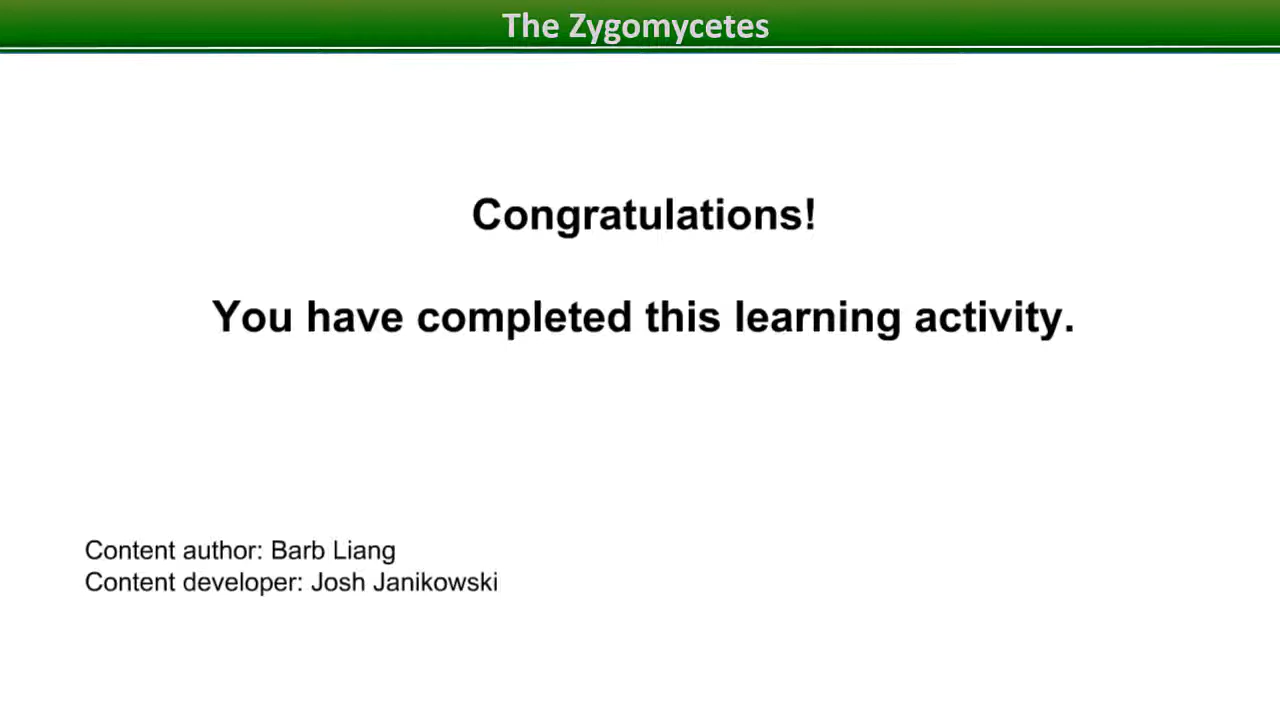 The Zygomycetes
Congratulations!
You have completed this learning activity.
Content author: Barb Liang
Content developer: Josh Janikowski